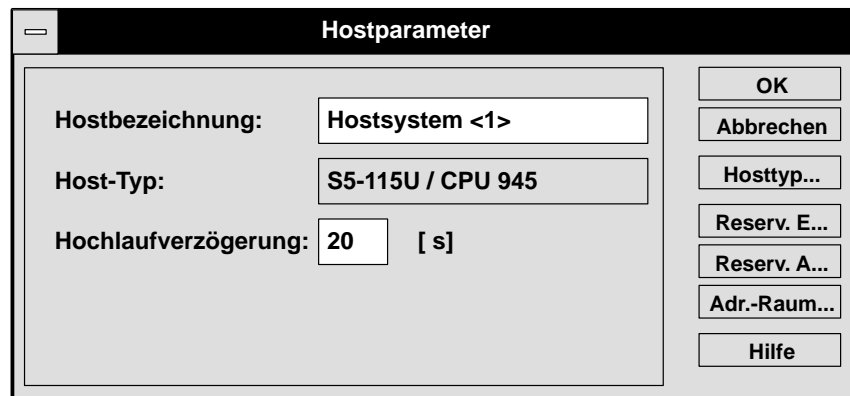 Hostparameter
Hostbezeichnung: Hostsystem <1>
Host-Typ: S5-115U / CPU 945
Hochlaufverzögerung: 20 [ s]
OK
Abbrechen
Hosttyp...
Reserv. E...
Reserv. A...
Adr.-Raum...
Hilfe